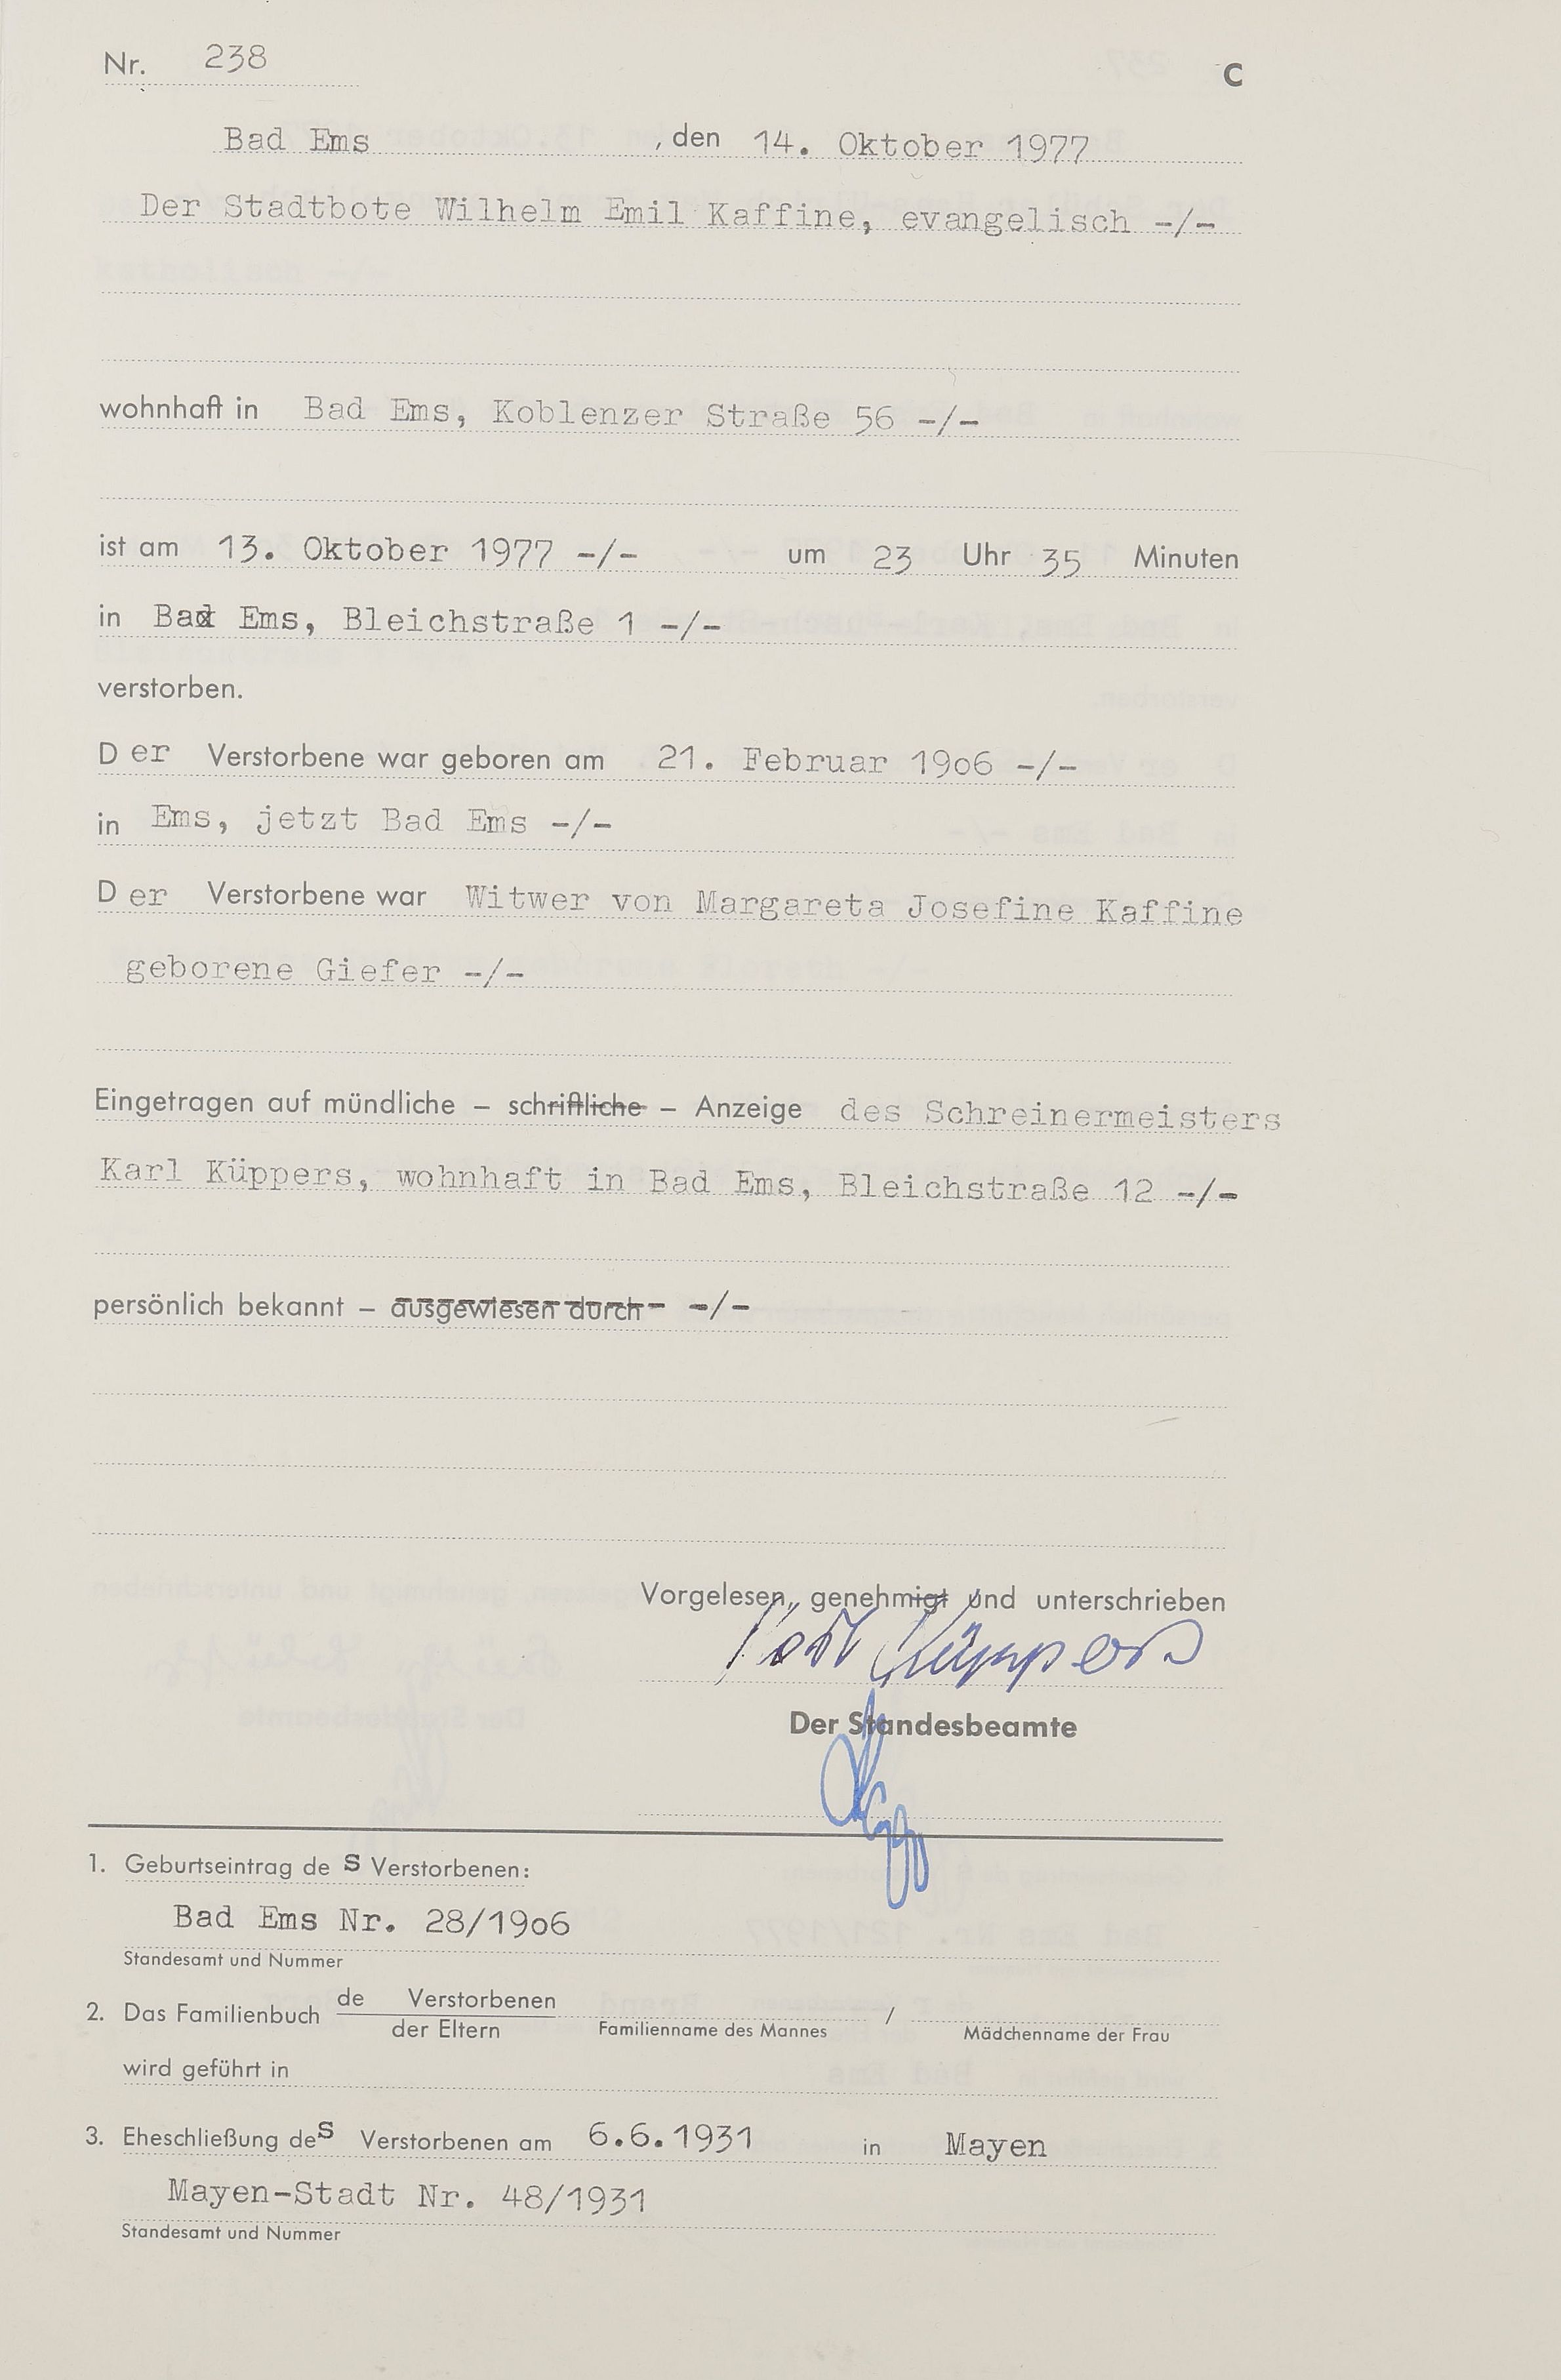 Nr. 238 C
Bad Ems , den 14. Oktober 1977
Der Stadtbote Wilhelm Emil Kaffine, evangelisch -/-
wohnhaft in Bad Ems, Koblenzer Straße 56 -/-
ist am 13. Oktober 1977 -/- um 23 Uhr 35 Minuten
in Bad Ems, Bleichstraße 1 -/-
verstorben.
D er Verstorbene war geboren am 21. Februar 1906 -/-
in Ems, jetzt Bad Ems -/-
D er Verstorbene war Witwer von Margareta Josefine Kaffine
geborene Giefer -/-
Eingetragen auf mündliche – schriftliche – Anzeige des Schreinermeisters
Karl Küppers, wohnhaft in Bad Ems, Bleichstraße 12 -/-
persönlich bekannt – ausgewiesen durch -/-
Vorgelesen, genehmigt und unterschrieben
Karl Küppers
Der Standesbeamte
1. Geburtseintrag de s Verstorbenen:
Bad Ems Nr. 28/1906
Standesamt und Nummer
de Verstorbenen
2. Das Familienbuch /
der Eltern Familienname des Mannes Mädchenname der Frau
wird geführt in
3. Eheschließung des Verstorbenen am 6.6.1931 in Mayen
Mayen-Stadt Nr. 48/1931
Standesamt und Nummer